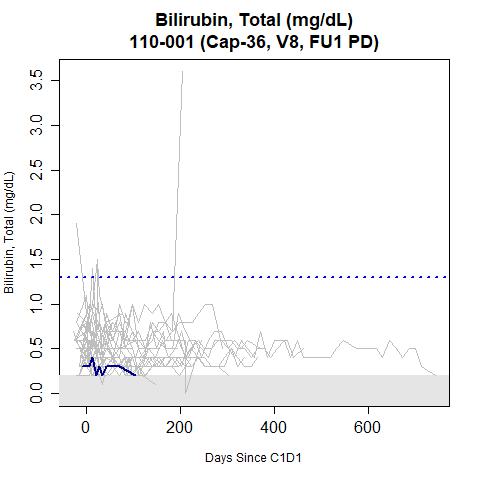 Bilirubin, Total (mg/dL)
110-001 (Cap-36, V8, FU1 PD)
Bilirubin, Total (mg/dL)
3.5
3.0
2.5
2.0
1.5
1.0
0.5
0.0
0 200 400 600
Days Since C1D1